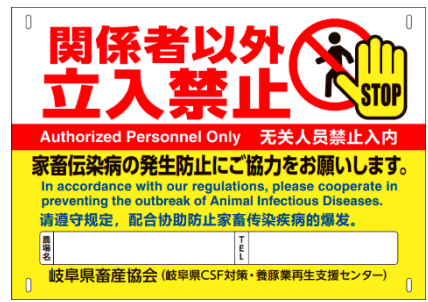 関係者以外
立入禁止
STOP
Authorized Personnel Only 无关人员禁止入内
家畜伝染病の発生防止にご協力をお願いします。
In accordance with our regulations, please cooperate in
preventing the outbreak of Animal Infectious Diseases.
请遵守规定，配合协助防止家畜传染疾病的爆发。
農場名 TEL
岐阜県畜産協会（岐阜県CSF対策・養豚業再生支援センター）